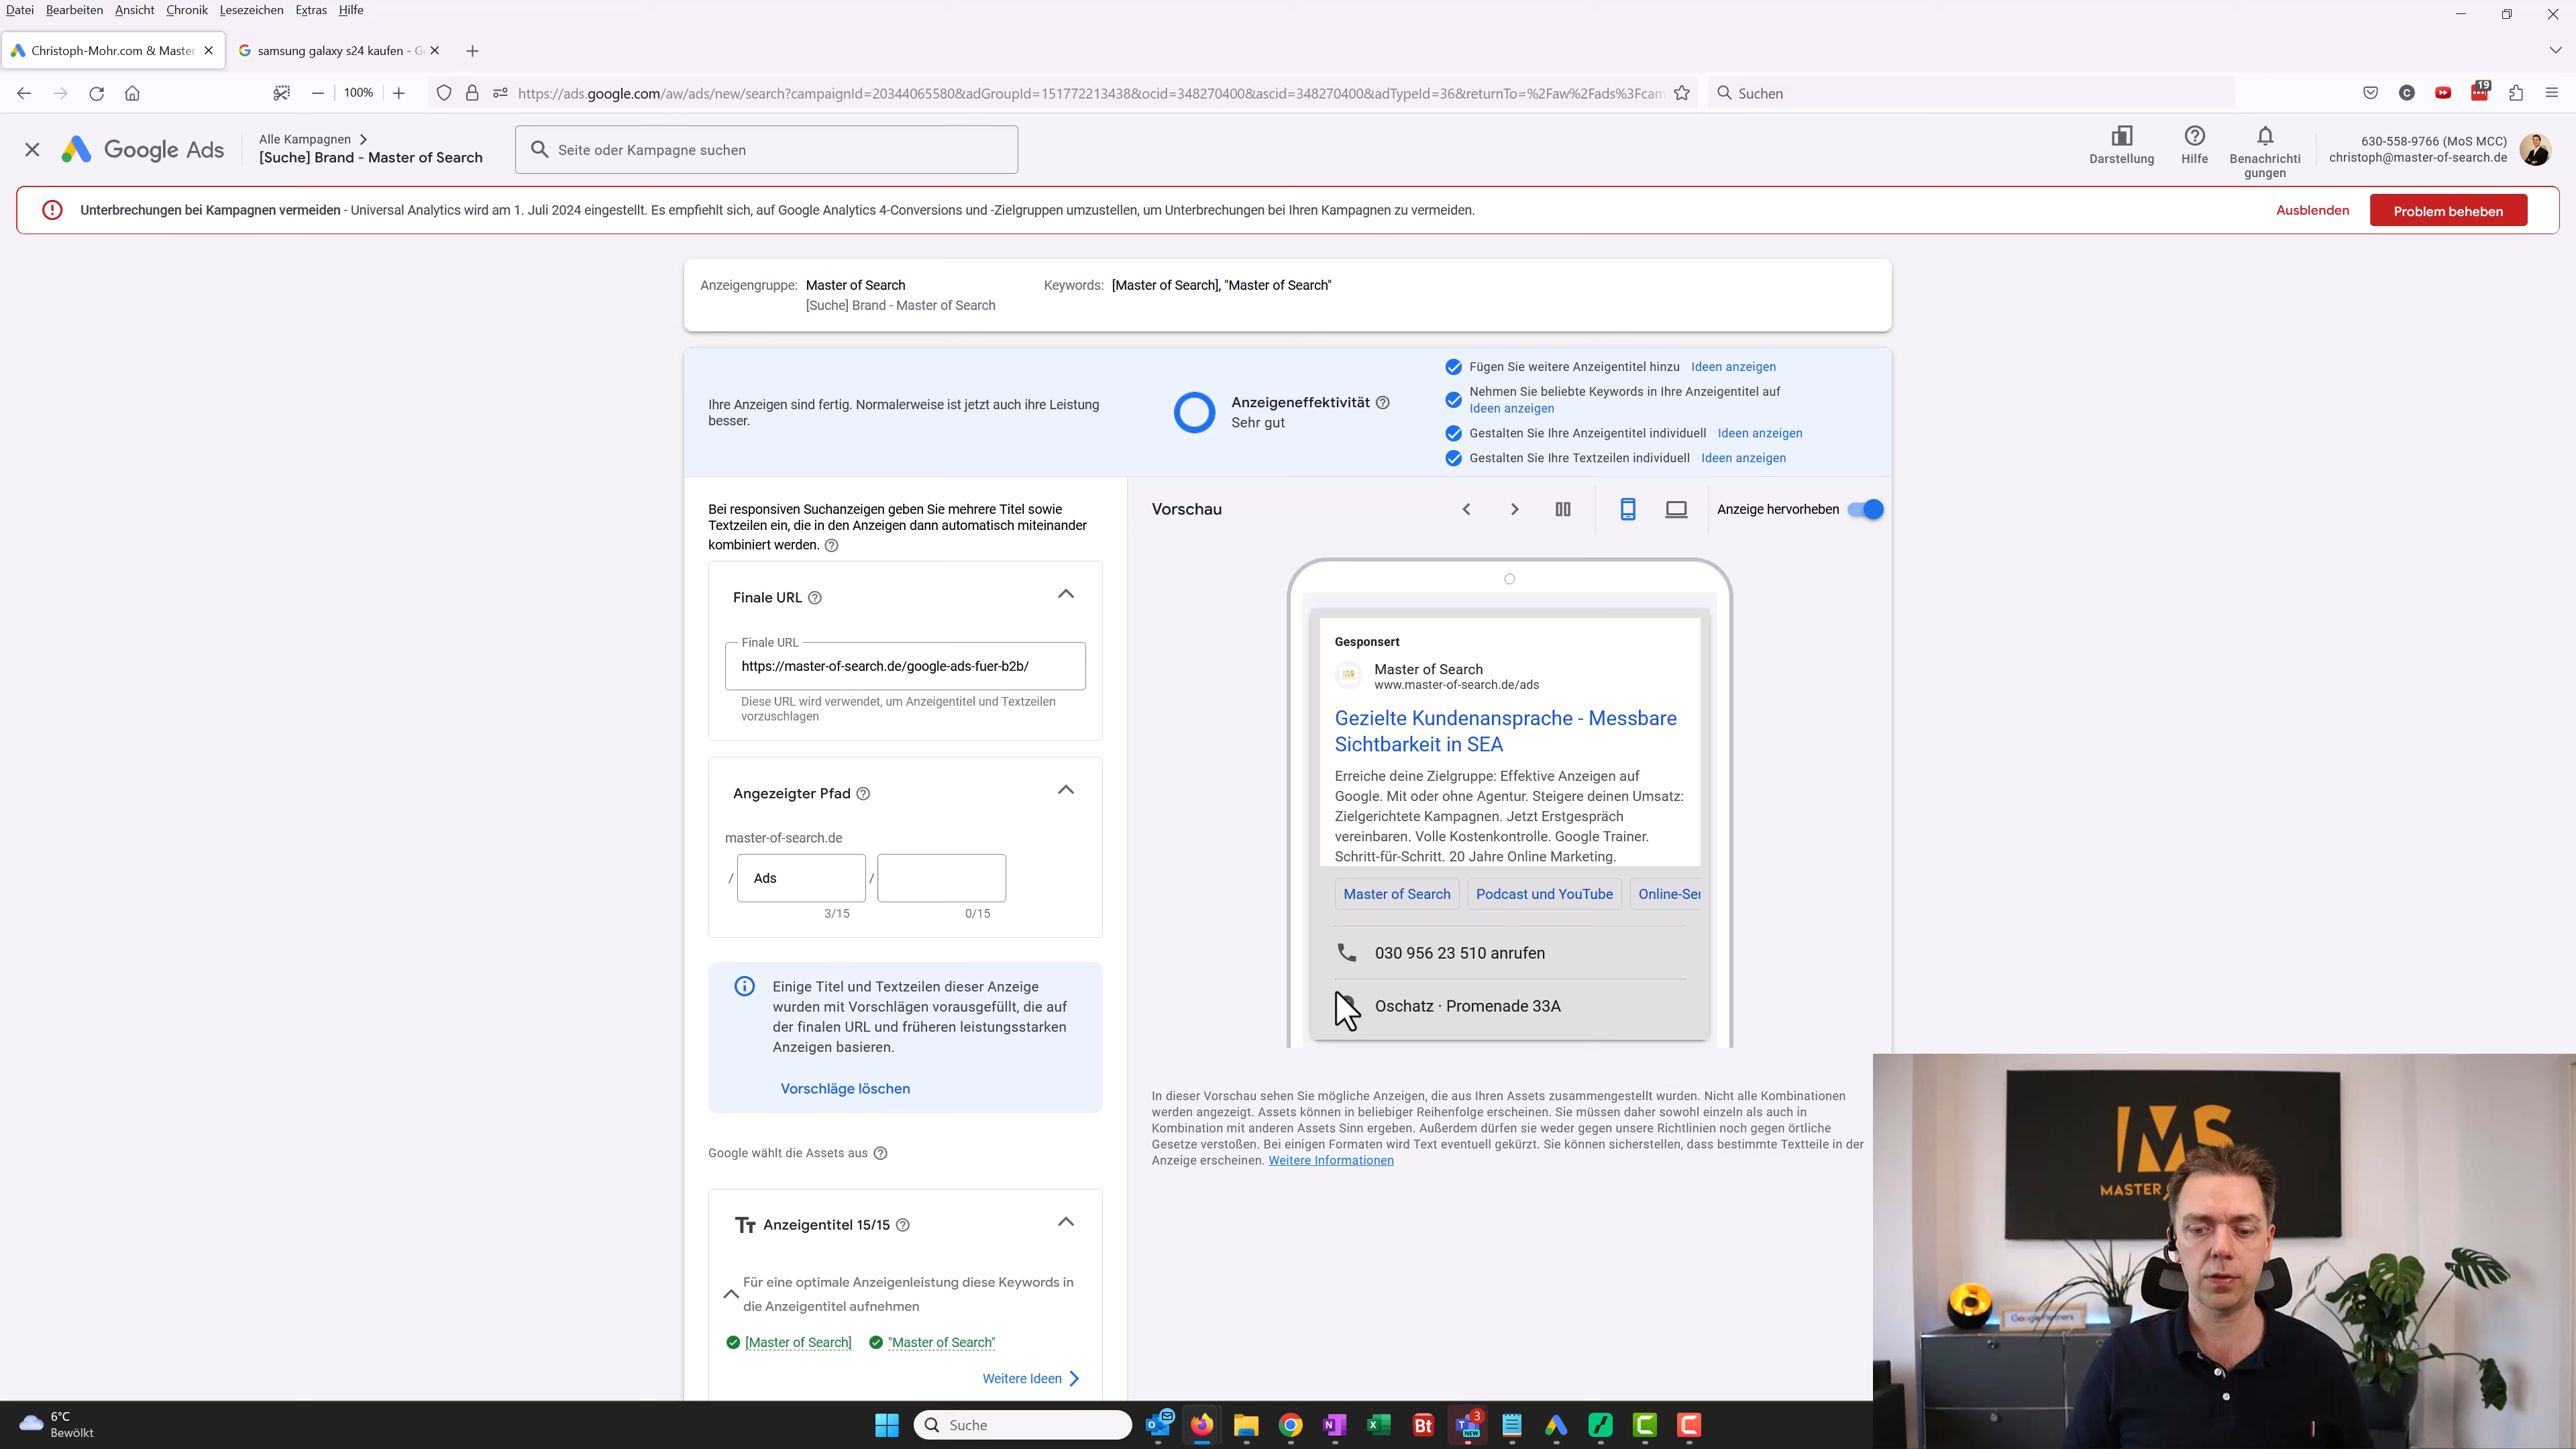 Datei Bearbeiten Ansicht Chronik Lesezeichen Extras Hilfe
Christoph-Mohr.com & Master
samsung galaxy s24 kaufen - G
100%
https://ads.google.com/aw/ads/new/search?campaignId=20344065580&adGroupId=151772213438&ocid=348270400&ascid=348270400&adTypeId=36&returnTo=%2Faw%2Fads%3Fcam
Suchen
C
19
Google Ads
Alle Kampagnen
[Suche] Brand - Master of Search
Seite oder Kampagne suchen
Darstellung
Hilfe
Benachrichti
gungen
630-558-9766 (MoS MCC)
christoph@master-of-search.de
Unterbrechungen bei Kampagnen vermeiden - Universal Analytics wird am 1. Juli 2024 eingestellt. Es empfiehlt sich, auf Google Analytics 4-Conversions und -Zielgruppen umzustellen, um Unterbrechungen bei Ihren Kampagnen zu vermeiden.
Ausblenden
Problem beheben
Anzeigengruppe: Master of Search
[Suche] Brand - Master of Search
Keywords: [Master of Search], "Master of Search"
Ihre Anzeigen sind fertig. Normalerweise ist jetzt auch ihre Leistung
besser.
Anzeigeneffektivität
Sehr gut
Fügen Sie weitere Anzeigentitel hinzu Ideen anzeigen
Nehmen Sie beliebte Keywords in Ihre Anzeigentitel auf
Ideen anzeigen
Gestalten Sie Ihre Anzeigentitel individuell Ideen anzeigen
Gestalten Sie Ihre Textzeilen individuell Ideen anzeigen
Bei responsiven Suchanzeigen geben Sie mehrere Titel sowie
Textzeilen ein, die in den Anzeigen dann automatisch miteinander
kombiniert werden.
Finale URL
Finale URL
https://master-of-search.de/google-ads-fuer-b2b/
Diese URL wird verwendet, um Anzeigentitel und Textzeilen
vorzuschlagen
Angezeigter Pfad
master-of-search.de
/ Ads /
3/15 0/15
Einige Titel und Textzeilen dieser Anzeige
wurden mit Vorschlägen vorausgefüllt, die auf
der finalen URL und früheren leistungsstarken
Anzeigen basieren.
Vorschläge löschen
Google wählt die Assets aus
Anzeigentitel 15/15
Für eine optimale Anzeigenleistung diese Keywords in
die Anzeigentitel aufnehmen
[Master of Search] "Master of Search"
Weitere Ideen
Vorschau
Anzeige hervorheben
Gesponsert
Master of Search
www.master-of-search.de/ads
Gezielte Kundenansprache - Messbare
Sichtbarkeit in SEA
Erreiche deine Zielgruppe: Effektive Anzeigen auf
Google. Mit oder ohne Agentur. Steigere deinen Umsatz:
Zielgerichtete Kampagnen. Jetzt Erstgespräch
vereinbaren. Volle Kostenkontrolle. Google Trainer.
Schritt-für-Schritt. 20 Jahre Online Marketing.
Master of Search
Podcast und YouTube
Online-Ser
030 956 23 510 anrufen
Oschatz · Promenade 33A
In dieser Vorschau sehen Sie mögliche Anzeigen, die aus Ihren Assets zusammengestellt wurden. Nicht alle Kombinationen
werden angezeigt. Assets können in beliebiger Reihenfolge erscheinen. Sie müssen daher sowohl einzeln als auch in
Kombination mit anderen Assets Sinn ergeben. Außerdem dürfen sie weder gegen unsere Richtlinien noch gegen örtliche
Gesetze verstoßen. Bei einigen Formaten wird Text eventuell gekürzt. Sie können sicherstellen, dass bestimmte Textteile in der
Anzeige erscheinen. Weitere Informationen
MS
MASTER
Google Partners
6°C
Bewölkt
Suche
Bt
3
NEW